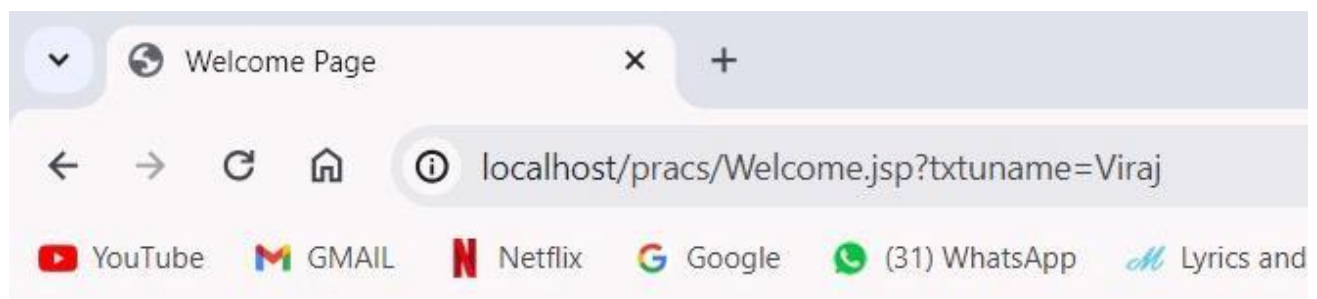 Welcome Page
localhost/pracs/Welcome.jsp?txtuname=Viraj
YouTube GMAIL Netflix Google (31) WhatsApp Lyrics and